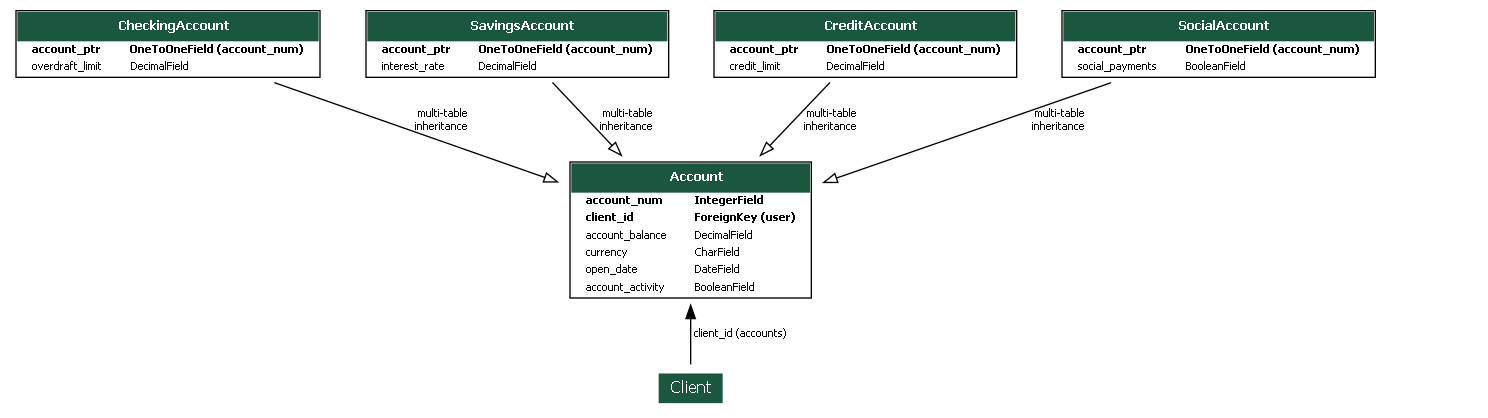 CheckingAccount
account_ptr OneToOneField (account_num)
overdraft_limit DecimalField
SavingsAccount
account_ptr OneToOneField (account_num)
interest_rate DecimalField
CreditAccount
account_ptr OneToOneField (account_num)
credit_limit DecimalField
SocialAccount
account_ptr OneToOneField (account_num)
social_payments BooleanField
multi-table
inheritance
multi-table
inheritance
multi-table
inheritance
multi-table
inheritance
Account
account_num IntegerField
client_id ForeignKey (user)
account_balance DecimalField
currency CharField
open_date DateField
account_activity BooleanField
client_id (accounts)
Client